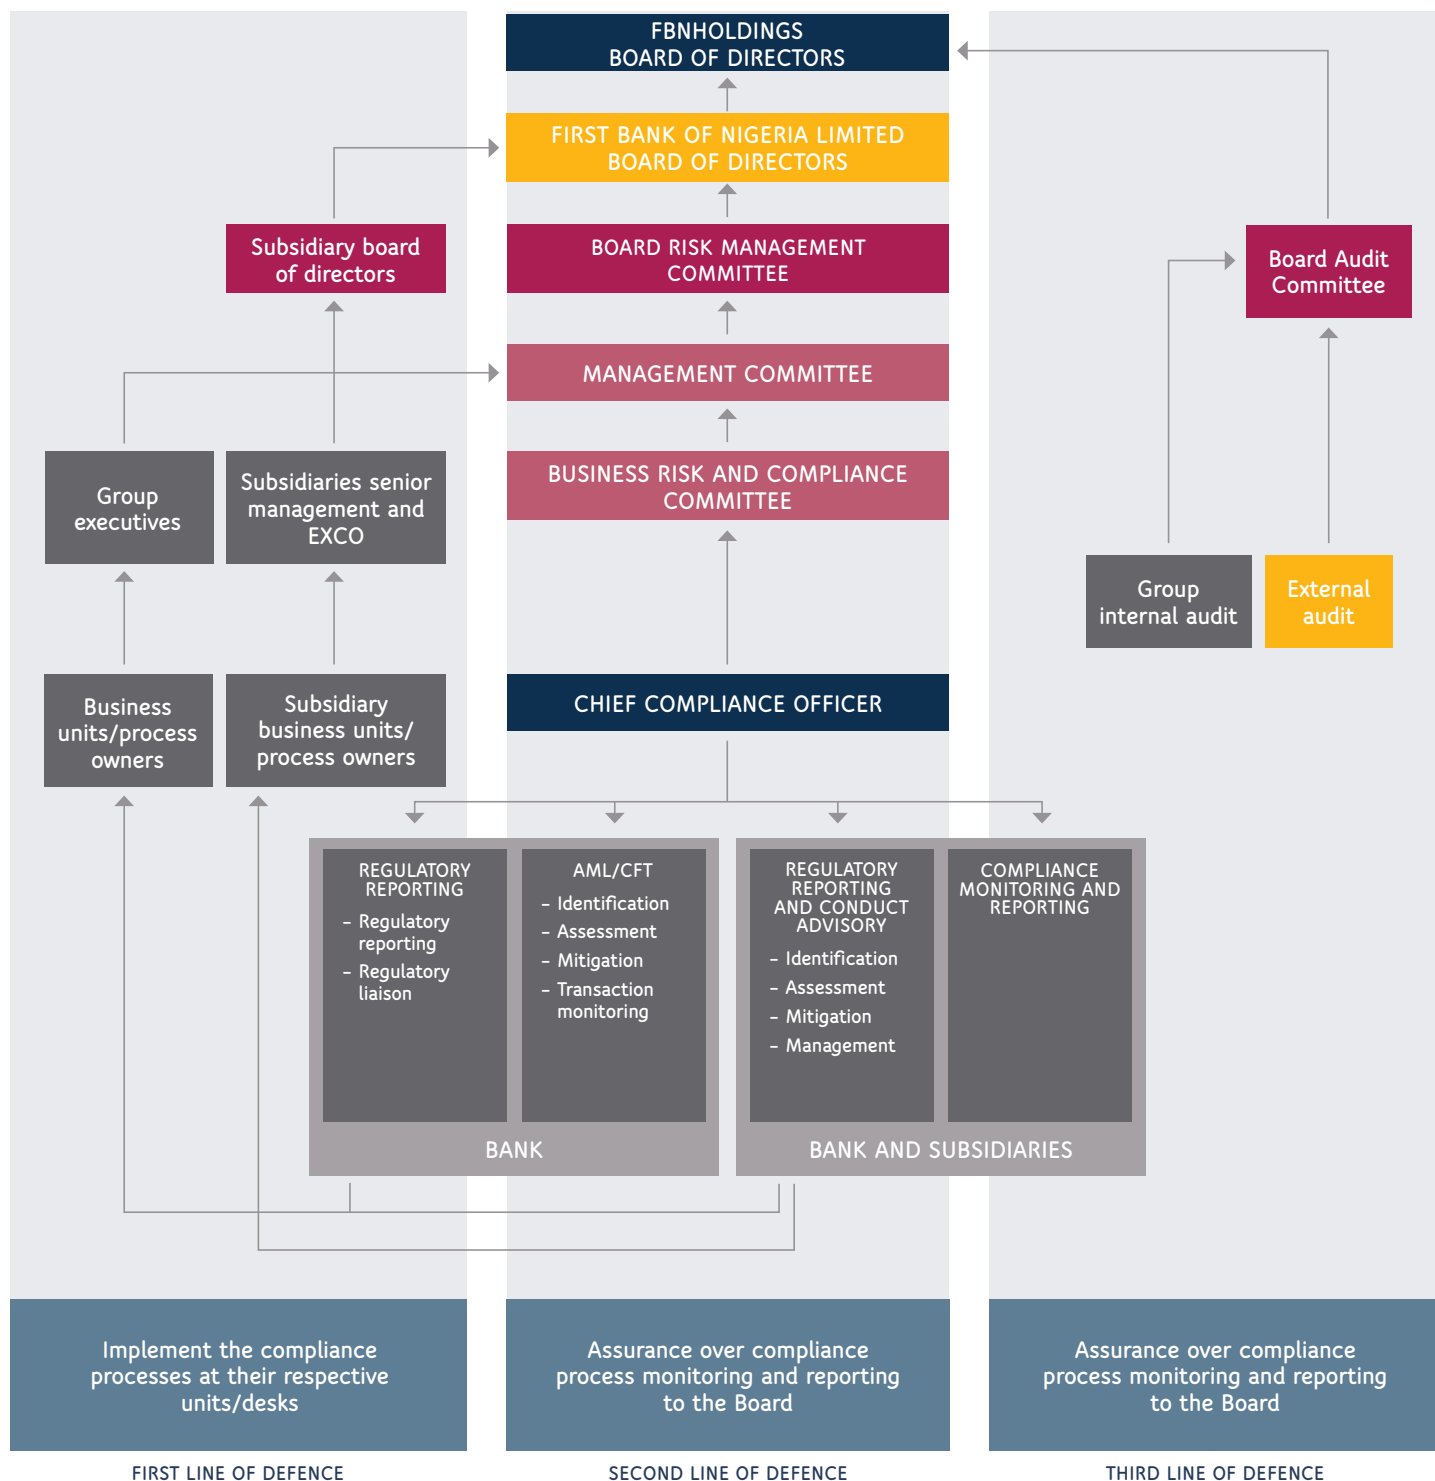 FBNHOLDINGS
BOARD OF DIRECTORS
FIRST BANK OF NIGERIA LIMITED
BOARD OF DIRECTORS
Subsidiary board
of directors
BOARD RISK MANAGEMENT
COMMITTEE
Board Audit
Committee
MANAGEMENT COMMITTEE
Group
executives
Subsidiaries senior
management and
EXCO
BUSINESS RISK AND COMPLIANCE
COMMITTEE
Group
internal audit
External
audit
Business
units/process
owners
Subsidiary
business units/
process owners
CHIEF COMPLIANCE OFFICER
REGULATORY
REPORTING
– Regulatory
reporting
– Regulatory
liaison
AML/CFT
– Identification
– Assessment
– Mitigation
– Transaction
monitoring
REGULATORY
REPORTING
AND CONDUCT
ADVISORY
– Identification
– Assessment
– Mitigation
– Management
COMPLIANCE
MONITORING AND
REPORTING
BANK
BANK AND SUBSIDIARIES
Implement the compliance
processes at their respective
units/desks
Assurance over compliance
process monitoring and reporting
to the Board
Assurance over compliance
process monitoring and reporting
to the Board
FIRST LINE OF DEFENCE
SECOND LINE OF DEFENCE
THIRD LINE OF DEFENCE